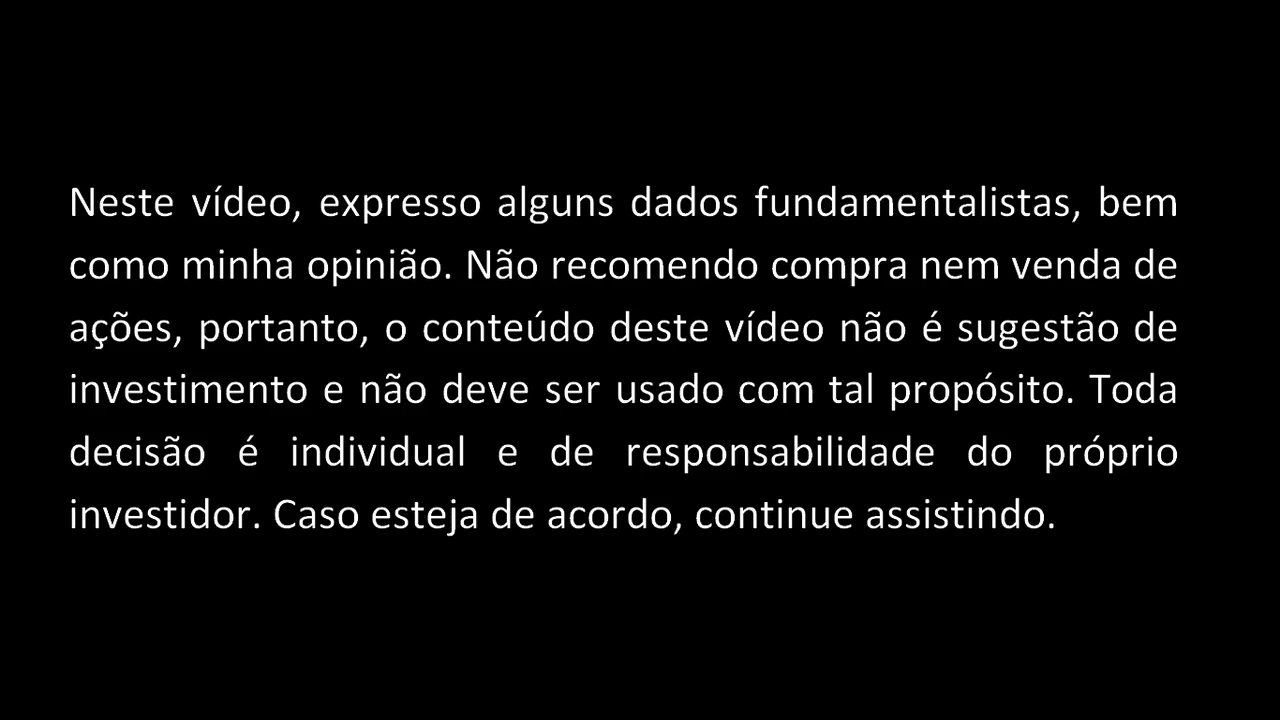 Neste vídeo, expresso alguns dados fundamentalistas, bem
como minha opinião. Não recomendo compra nem venda de
ações, portanto, o conteúdo deste vídeo não é sugestão de
investimento e não deve ser usado com tal propósito. Toda
decisão é individual e de responsabilidade do próprio
investidor. Caso esteja de acordo, continue assistindo.